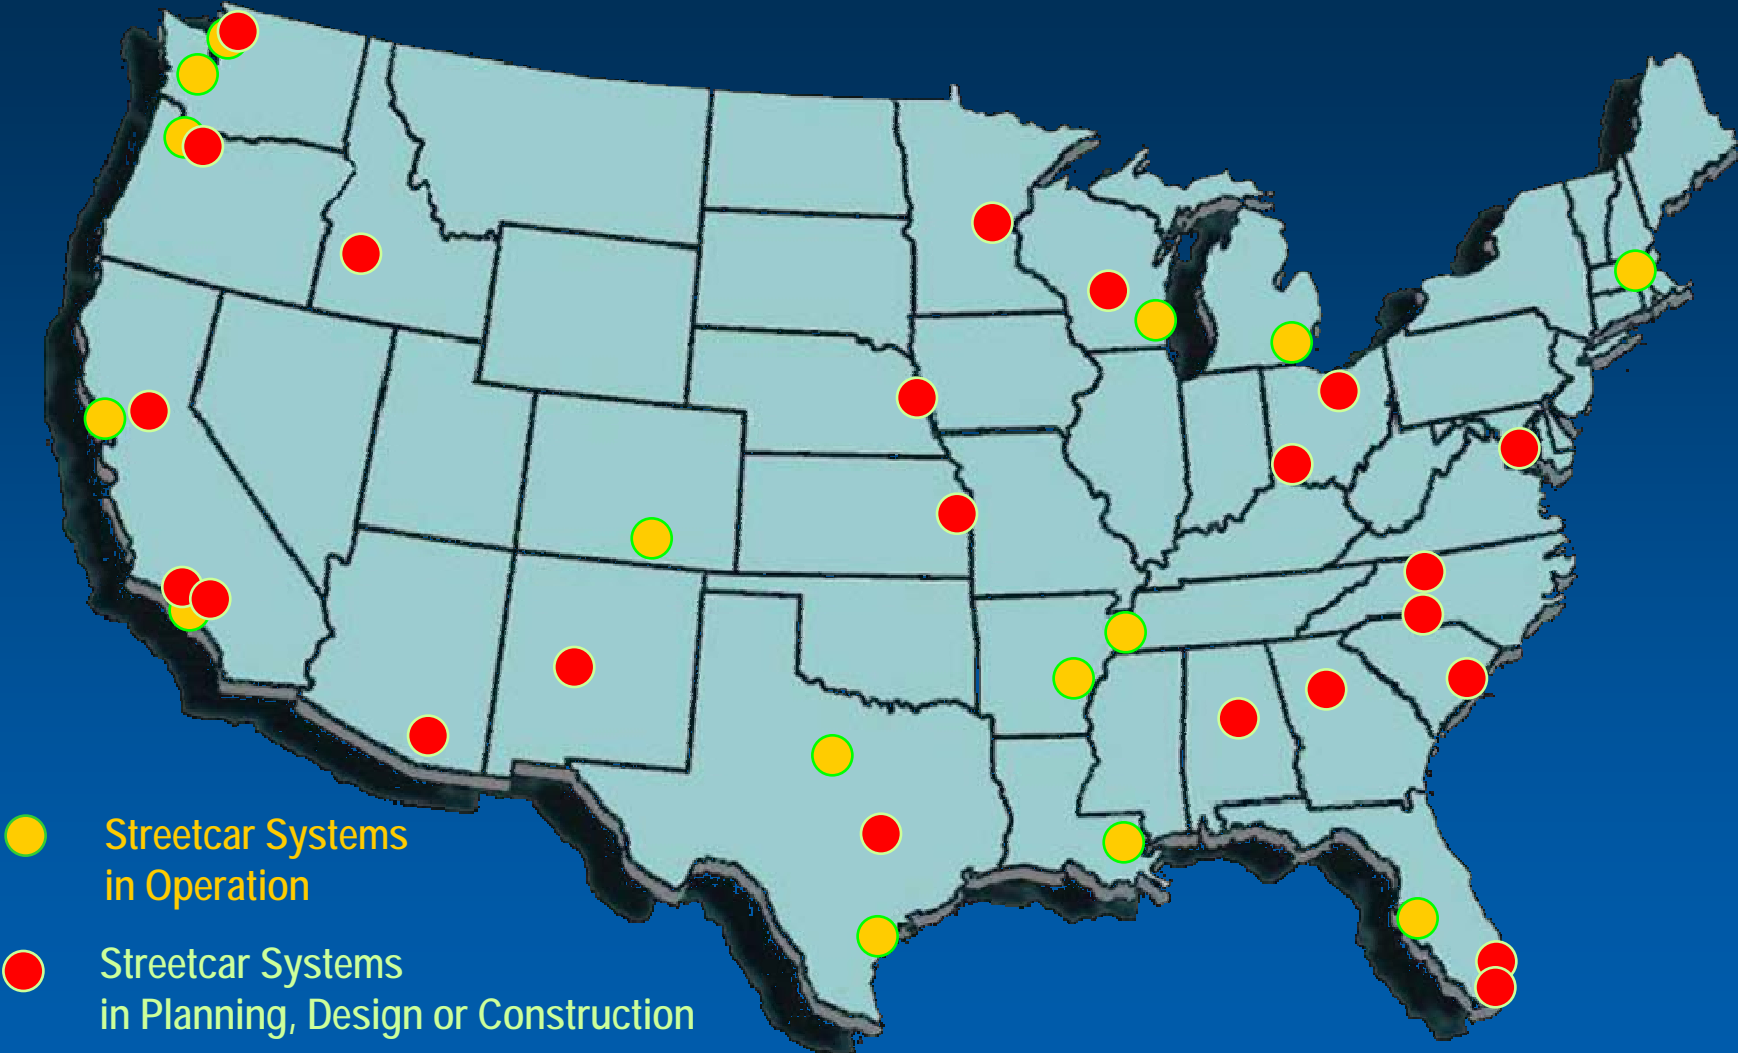 Streetcar Systems
in Operation
Streetcar Systems
in Planning, Design or Construction